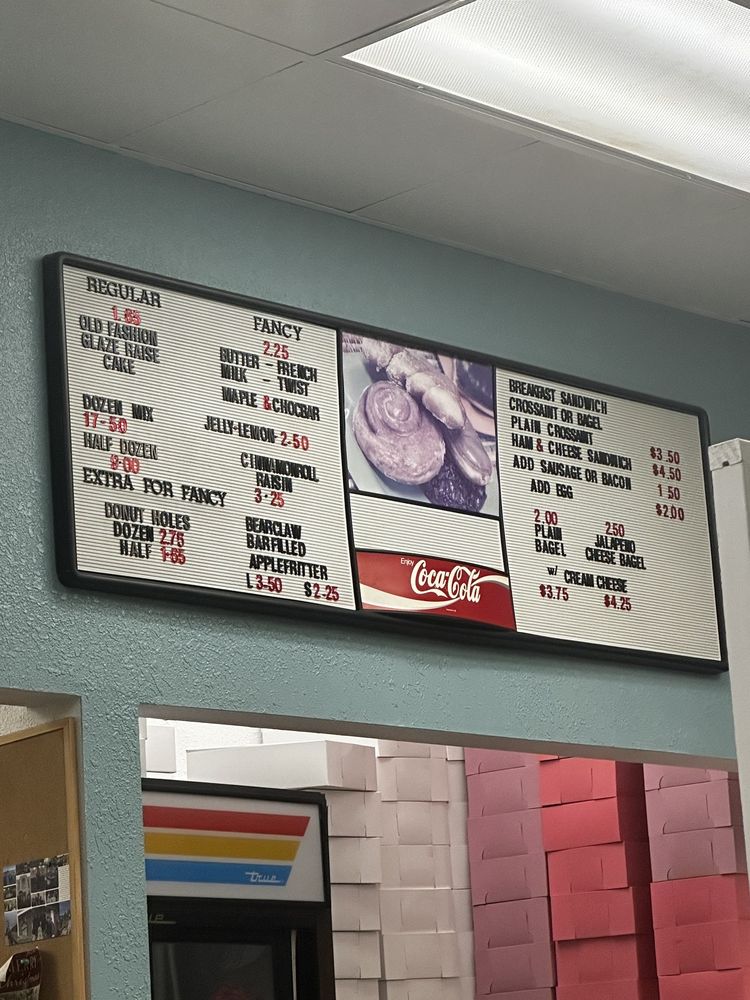 REGULAR
1.65
OLD FASHION
GLAZE RAISE
CAKE
DOZEN MIX
17-50
HALF DOZEN
9-00
EXTRA FOR FANCY
DONUT HOLES
DOZEN 2.75
HALF 1-65
FANCY
2.25
BUTTER - FRENCH
MILK - TWIST
MAPLE & CHOCBAR
JELLY-LEMON-2-50
CINNAMONROLL
RAISIN
3-25
BEARCLAW
BARFILLED
APPLEFRITTER
L 3-50 S 2-25
Enjoy
Coca-Cola
BREAKFAST SANDWICH
CROSSAINT OR BAGEL
PLAIN CROSSAINT
HAM & CHEESE SANDWICH $3.50
ADD SAUSAGE OR BACON $4.50
ADD EGG 1 50
$2.00
2.00 2.50
PLAIN JALAPENO
BAGEL CHEESE BAGEL
w/ CREAM CHEESE
$3.75 $4.25
True